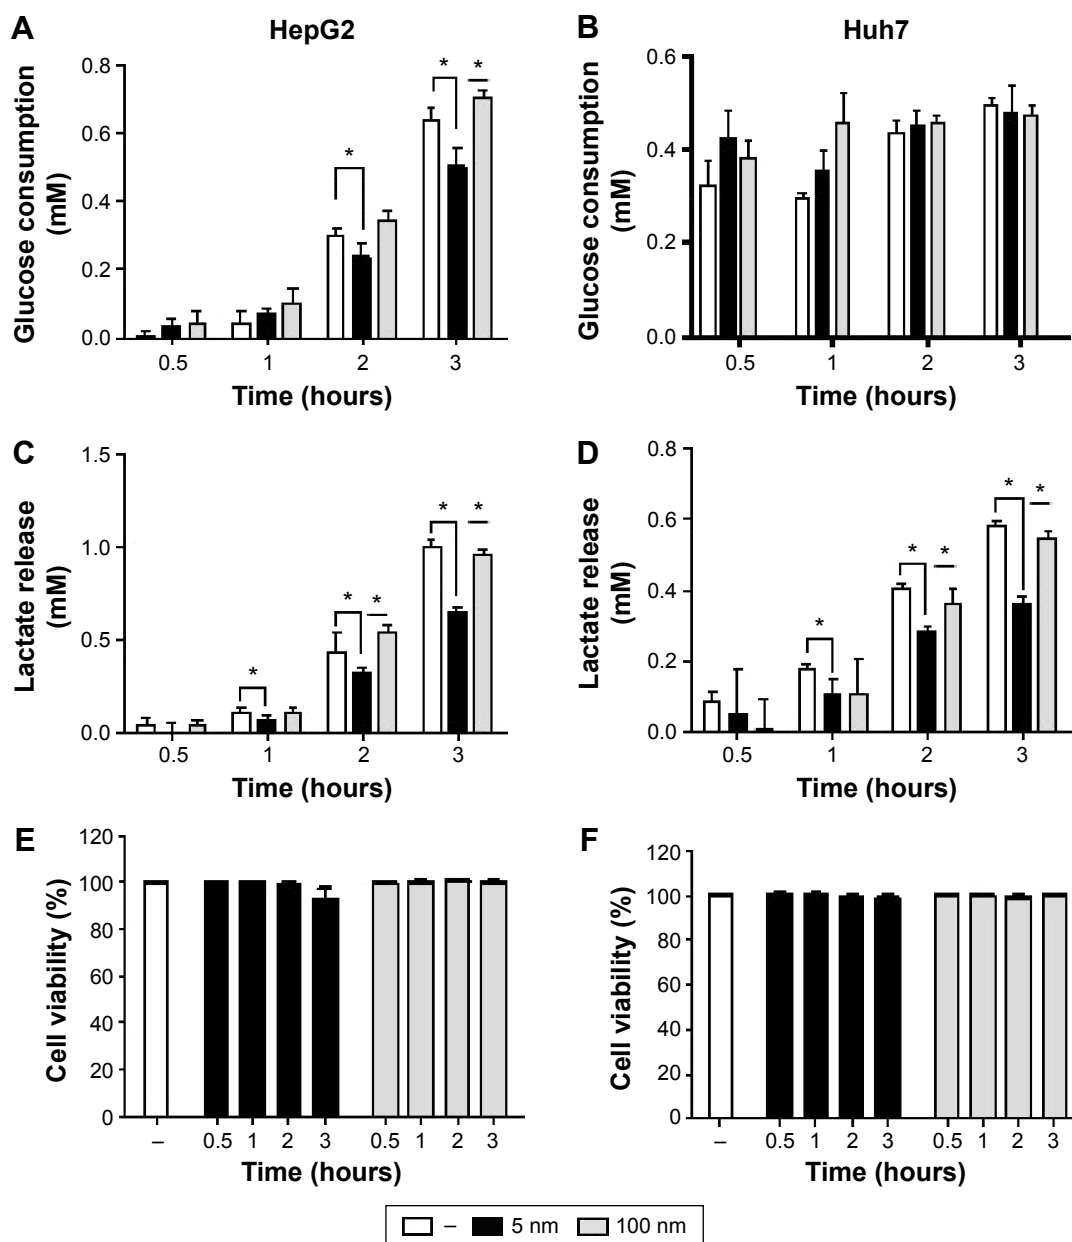 A HepG2
Glucose consumption
(mM)
0.8
0.6
0.4
0.2
0.0
* * *
0.5 1 2 3
Time (hours)
B Huh7
Glucose consumption
(mM)
0.6
0.4
0.2
0.0
0.5 1 2 3
Time (hours)
C
Lactate release
(mM)
1.5
1.0
0.5
0.0
* * * * *
0.5 1 2 3
Time (hours)
D
Lactate release
(mM)
0.8
0.6
0.4
0.2
0.0
* * * * *
0.5 1 2 3
Time (hours)
E
Cell viability (%)
120
100
80
60
40
20
0
– 0.5 1 2 3 0.5 1 2 3
Time (hours)
F
Cell viability (%)
120
100
80
60
40
20
0
– 0.5 1 2 3 0.5 1 2 3
Time (hours)
– 5 nm 100 nm